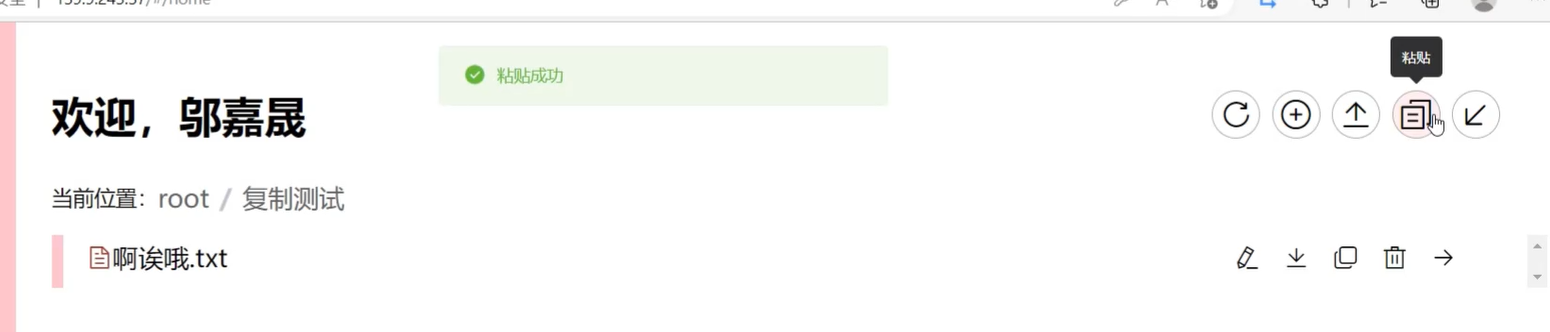 粘贴成功
粘贴
欢迎，邬嘉晟
当前位置：root / 复制测试
啊诶哦.txt